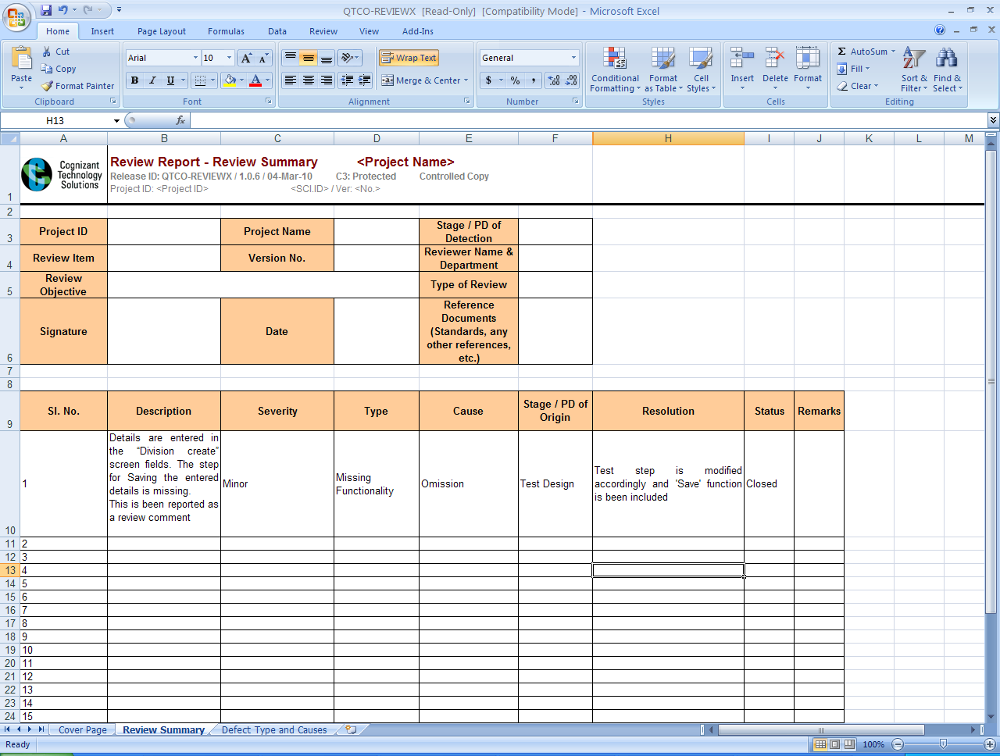 QTCO-REVIEWX [Read-Only] [Compatibility Mode] - Microsoft Excel
Home Insert Page Layout Formulas Data Review View Add-Ins
Paste
Cut
Copy
Format Painter
Clipboard
Arial 10
B I U
Font
Wrap Text
Merge & Center
Alignment
General
$ % ,
Number
Conditional Formatting
Format as Table
Cell Styles
Styles
Insert Delete Format
Cells
Σ AutoSum
Fill
Clear
Sort & Filter
Find & Select
Editing
H13 fx
A B C D E F H I J K L M
Cognizant
Technology
Solutions
Review Report - Review Summary <Project Name>
Release ID: QTCO-REVIEWX / 1.0.6 / 04-Mar-10 C3: Protected Controlled Copy
Project ID: <Project ID> <SCI.ID> / Ver: <No.>
1
2
3 Project ID Project Name Stage / PD of Detection
4 Review Item Version No. Reviewer Name & Department
5 Review Objective Type of Review
6 Signature Date Reference Documents (Standards, any other references, etc.)
7
8
9 Sl. No. Description Severity Type Cause Stage / PD of Origin Resolution Status Remarks
10
1
Details are entered in
the “Division create”
screen fields. The step
for Saving the entered
details is missing.
This is been reported as
a review comment
Minor
Missing
Functionality
Omission
Test Design
Test step is modified
accordingly and 'Save' function
is been included
Closed
11 2
12 3
13 4
14 5
15 6
16 7
17 8
18 9
19 10
20 11
21 12
22 13
23 14
24 15
Cover Page Review Summary Defect Type and Causes
Ready 100%